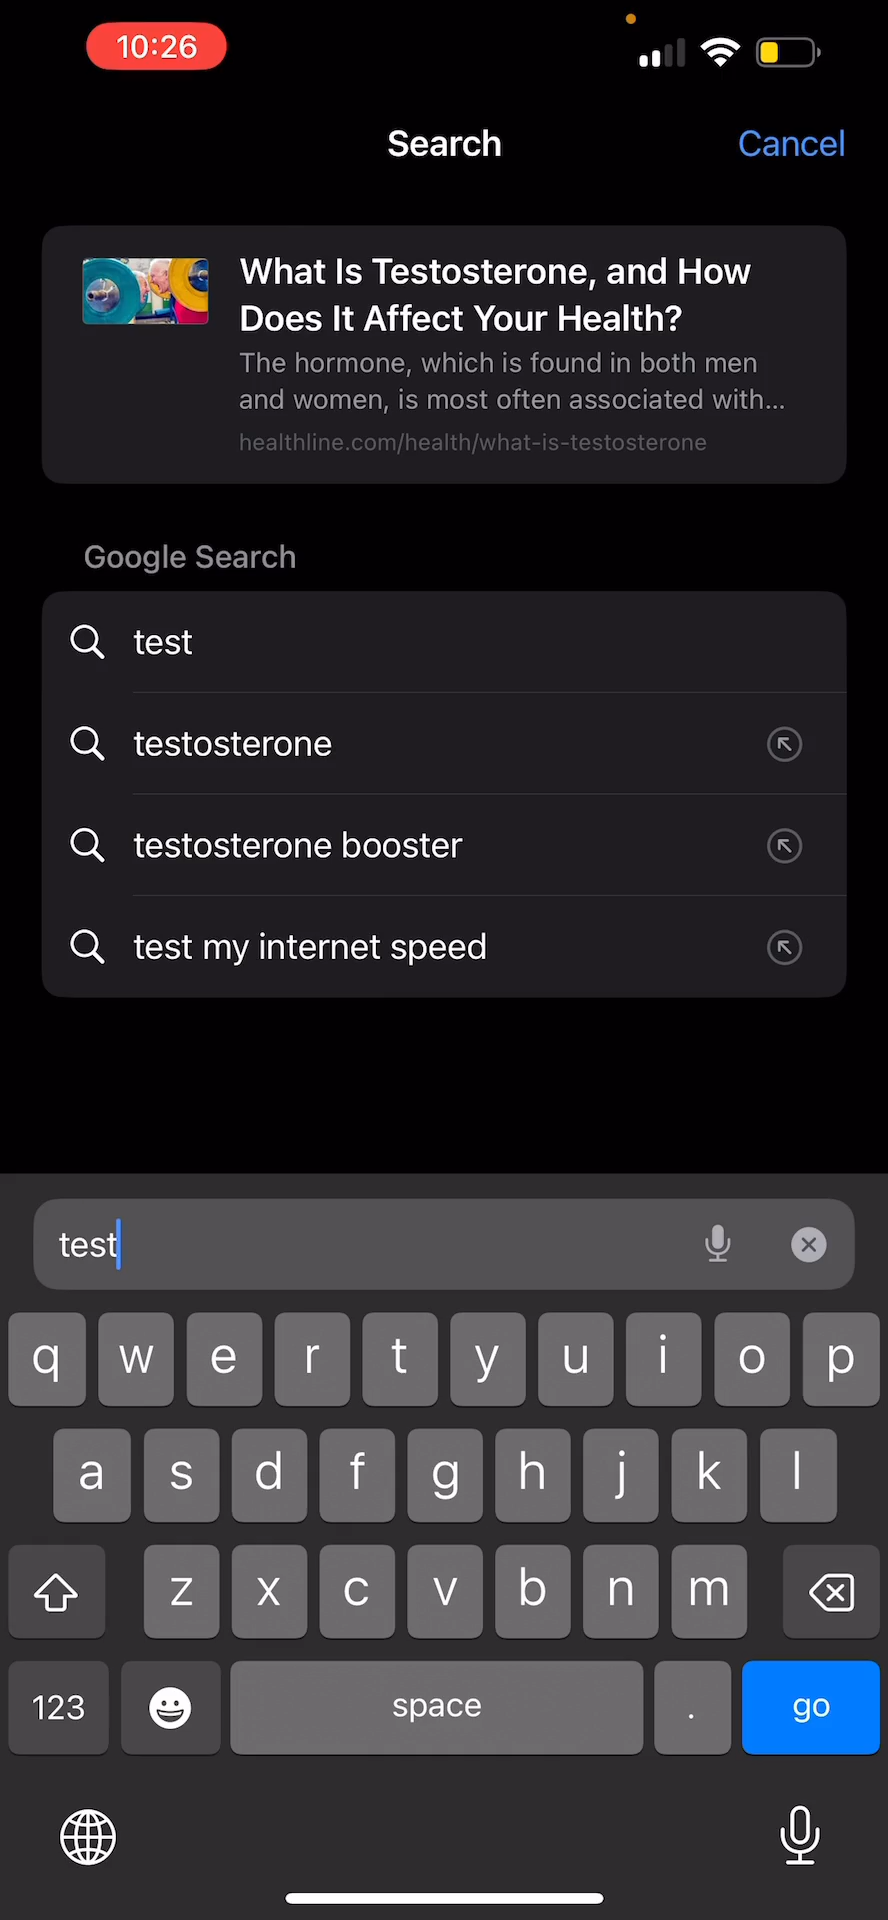 10:26
Search
Cancel
What Is Testosterone, and How
Does It Affect Your Health?
The hormone, which is found in both men
and women, is most often associated with...
healthline.com/health/what-is-testosterone
Google Search
test
testosterone
testosterone booster
test my internet speed
test
q w e r t y u i o p
a s d f g h j k l
z x c v b n m
123 space . go